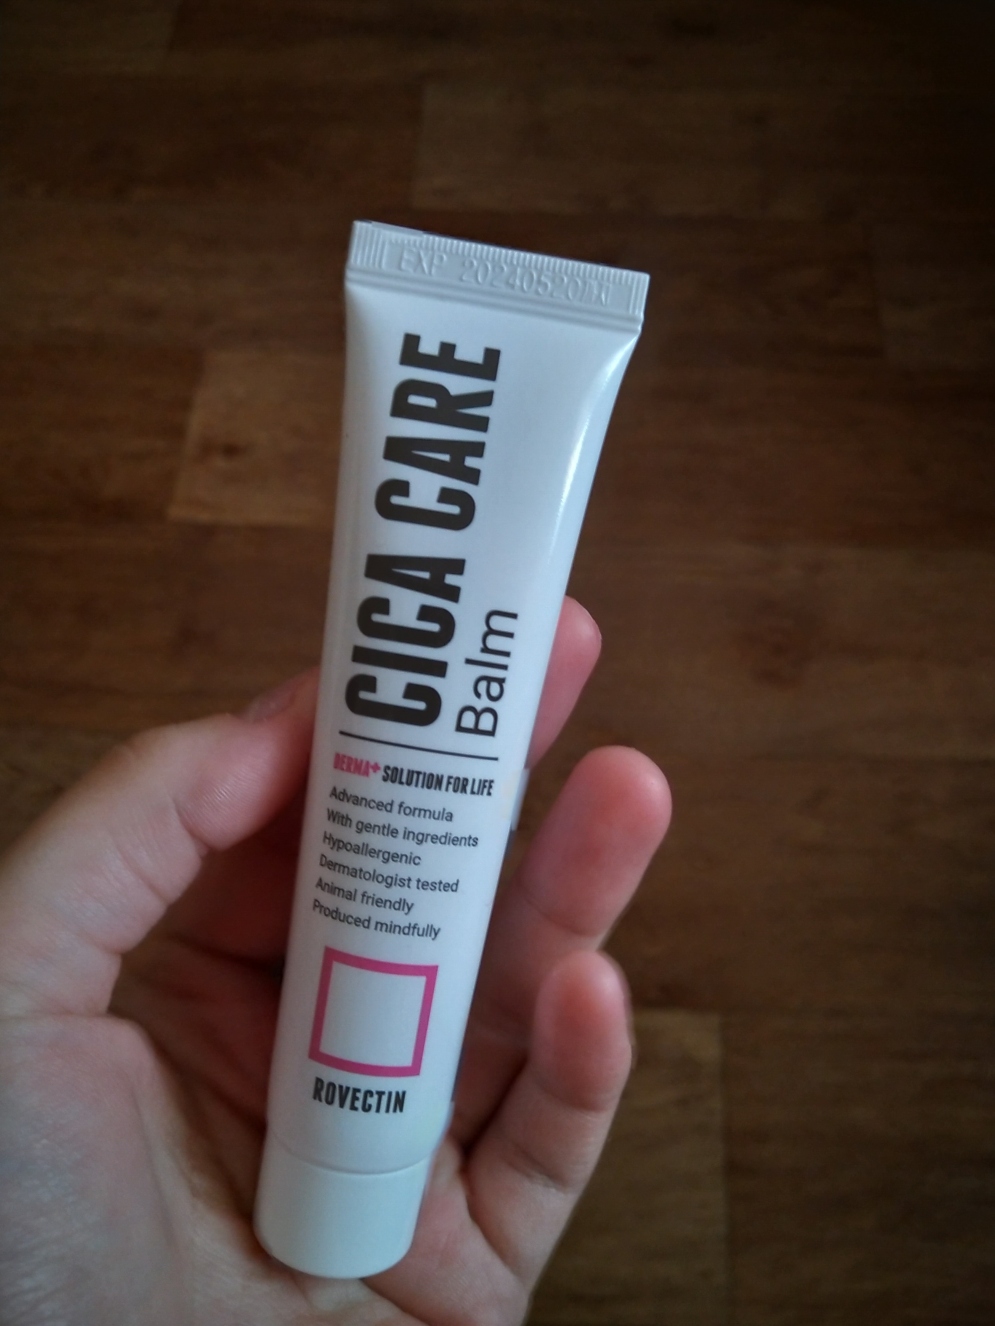 EXP 20240520
CICA CARE
Balm
DERMA+ SOLUTION FOR LIFE
Advanced formula
With gentle ingredients
Hypoallergenic
Dermatologist tested
Animal friendly
Produced mindfully
ROVECTIN